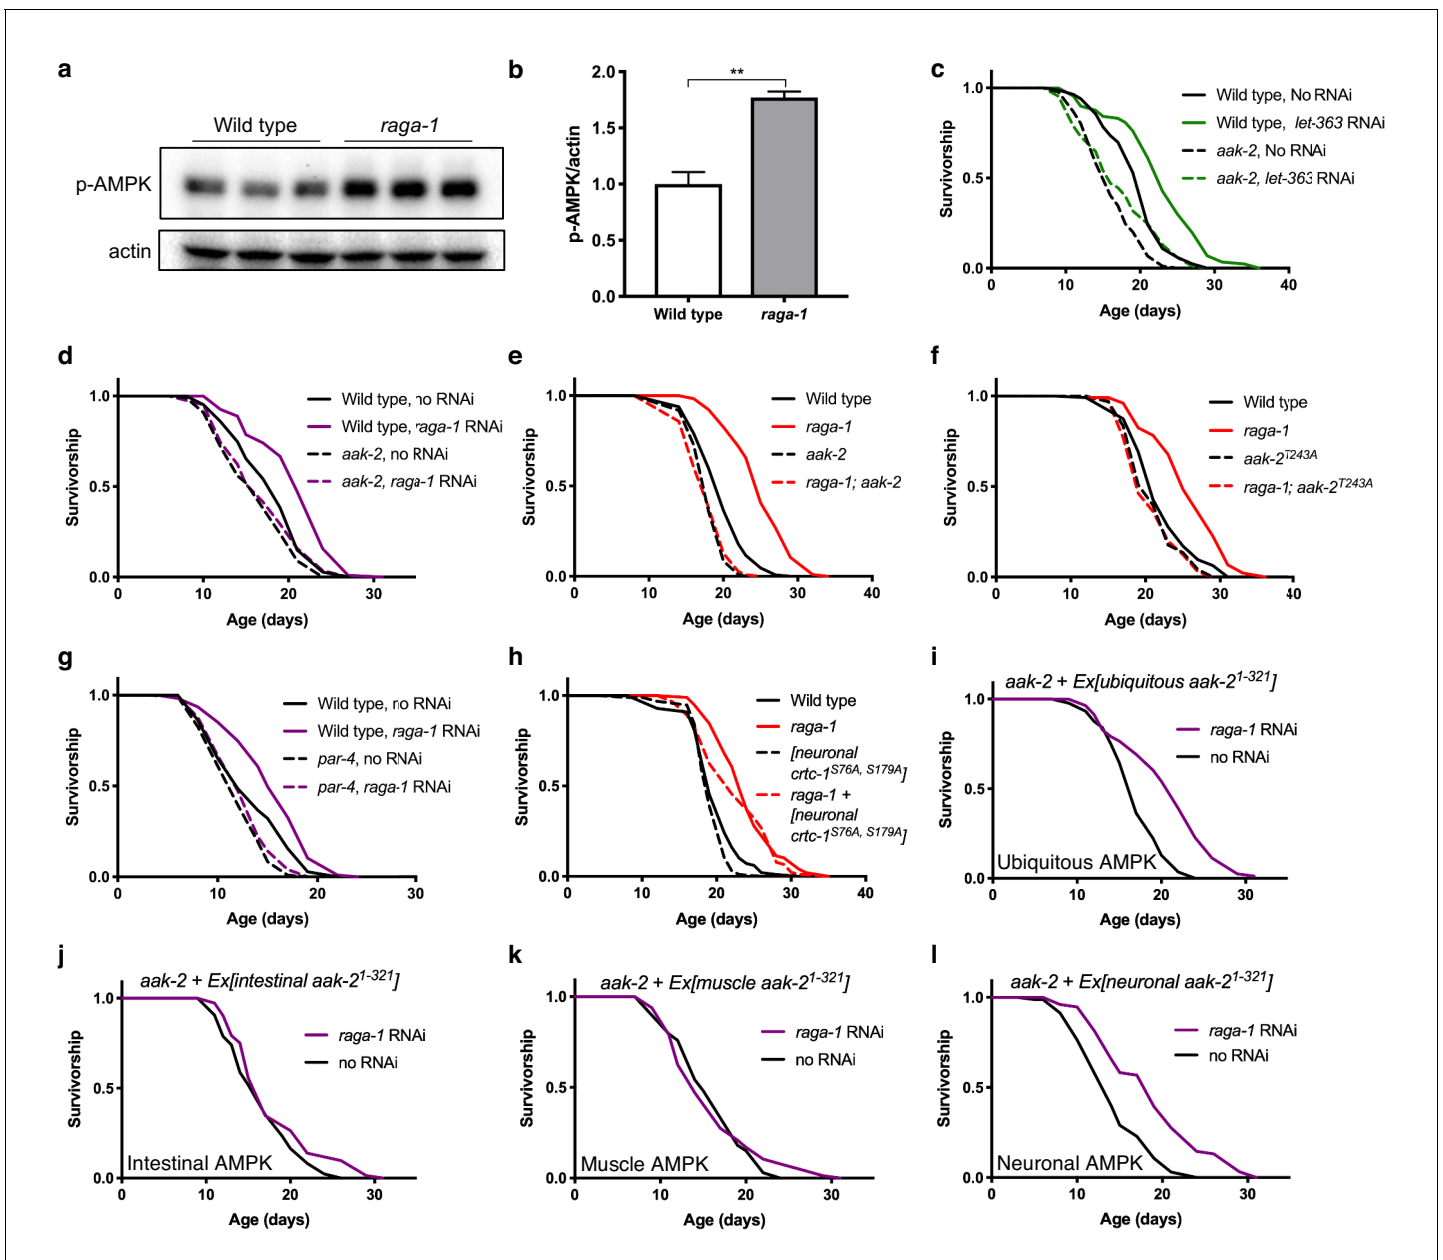 a
Wild type
raga-1
p-AMPK
actin
b
**
2.0
1.5
1.0
0.5
0.0
p-AMPK/actin
Wild type
raga-1
c
1.0
0.5
0.0
Survivorship
0 10 20 30 40
Age (days)
Wild type, No RNAi
Wild type, let-363 RNAi
aak-2, No RNAi
aak-2, let-363 RNAi
d
1.0
0.5
0.0
Survivorship
0 10 20 30
Age (days)
Wild type, no RNAi
Wild type, raga-1 RNAi
aak-2, no RNAi
aak-2, raga-1 RNAi
e
1.0
0.5
0.0
Survivorship
0 10 20 30 40
Age (days)
Wild type
raga-1
aak-2
raga-1; aak-2
f
1.0
0.5
0.0
Survivorship
0 10 20 30 40
Age (days)
Wild type
raga-1
aak-2T243A
raga-1; aak-2T243A
g
1.0
0.5
0.0
Survivorship
0 10 20 30
Age (days)
Wild type, no RNAi
Wild type, raga-1 RNAi
par-4, no RNAi
par-4, raga-1 RNAi
h
1.0
0.5
0.0
Survivorship
0 10 20 30 40
Age (days)
Wild type
raga-1
[neuronal
crtc-1S76A, S179A]
raga-1 +
[neuronal
crtc-1S76A, S179A]
i
aak-2 + Ex[ubiquitous aak-21-321]
1.0
0.5
0.0
Survivorship
0 10 20 30
Age (days)
raga-1 RNAi
no RNAi
Ubiquitous AMPK
j
aak-2 + Ex[intestinal aak-21-321]
1.0
0.5
0.0
Survivorship
0 10 20 30
Age (days)
raga-1 RNAi
no RNAi
Intestinal AMPK
k
aak-2 + Ex[muscle aak-21-321]
1.0
0.5
0.0
Survivorship
0 10 20 30
Age (days)
raga-1 RNAi
no RNAi
Muscle AMPK
l
aak-2 + Ex[neuronal aak-21-321]
1.0
0.5
0.0
Survivorship
0 10 20 30
Age (days)
raga-1 RNAi
no RNAi
Neuronal AMPK